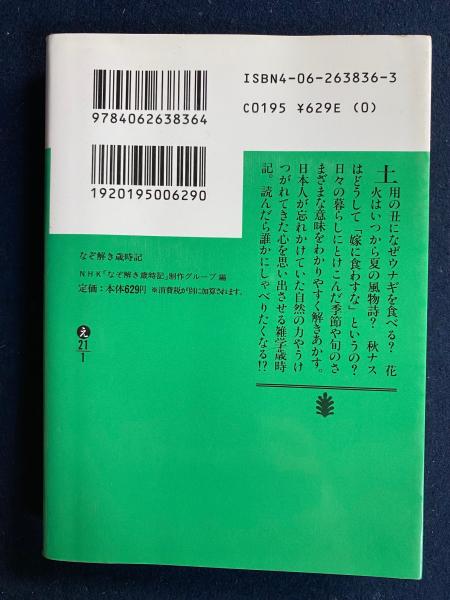 ISBN4-06-263836-3
C0195 ¥629E (0)
9784062638364
1920195006290
土用の丑になぜウナギを食べる? 花
火はいつから夏の風物詩? 秋ナス
はどうして「嫁に食わすな」というの?
日々の暮らしにとけこんだ季節や旬のさ
まざまな意味をわかりやすく解きあかす。
日本人が忘れかけていた自然の力やうけ
つがれてきた心を思い出させる雑学歳時
記。読んだら誰かにしゃべりたくなる!?
なぞ解き歳時記
NHK「なぞ解き歳時記」制作グループ 編
定価:本体629円 ※消費税が別に加算されます。
え
21
1